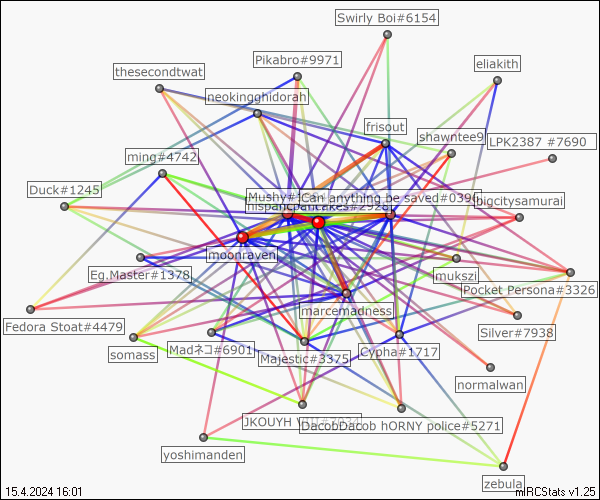 Swirly Boi#6154
Pikabro#9971
eliakith
thesecondtwat
neokingghidorah
frisout
shawntee9
LPK2387 #7690
ming#4742
Duck#1245
Mushy#
Can anything be saved#039
bigcitysamurai
#2928
moonraven
Eg.Master#1378
mukszi
Pocket Persona#3326
marcemadness
Fedora Stoat#4479
Silver#7938
somass
Madネコ#6901
Majestic#3375
Cypha#1717
normalwan
JKOUYH
DacobDacob hORNY police#5271
yoshimanden
zebula
15.4.2024 16:01
mIRCStats v1.25